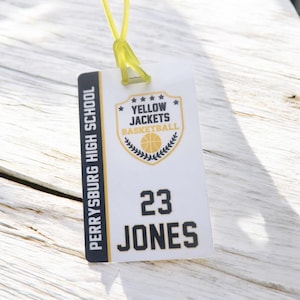 PERRYSBURG HIGH SCHOOL
YELLOW
JACKETS
BASKETBALL
23
JONES